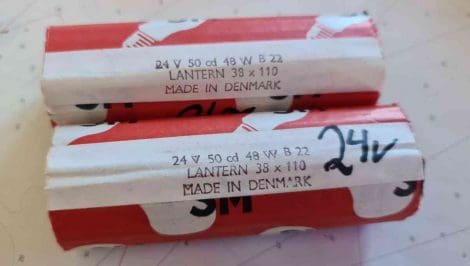 24 V 50 cd 48 W B 22
LANTERN 38 x 110
MADE IN DENMARK
24 V 50 cd 48 W B 22
LANTERN 38 x 110
MADE IN DENMARK
24v
SM